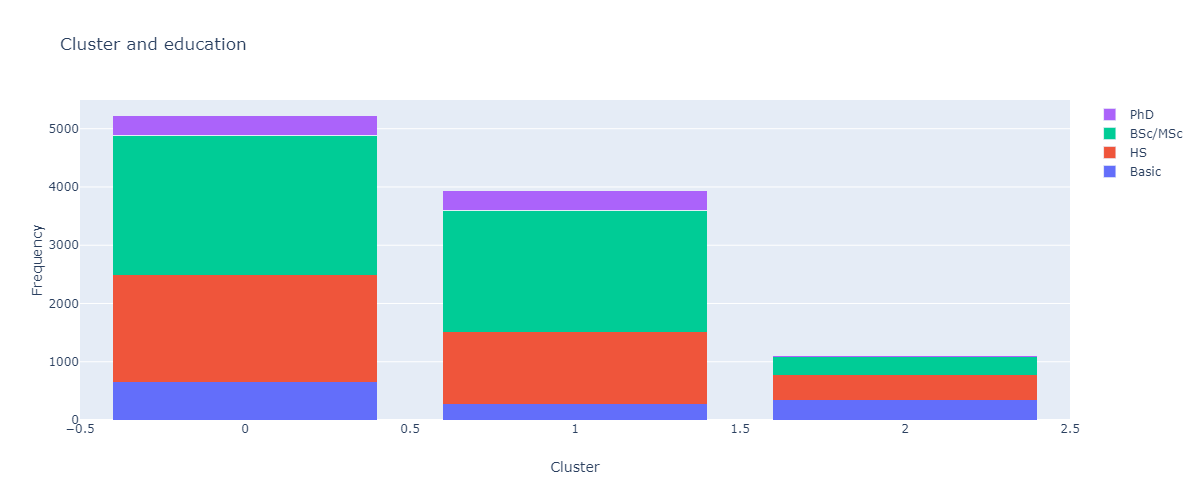 Cluster and education
PhD
BSc/MSc
HS
Basic
5000
4000
3000
2000
1000
0
Frequency
−0.5
0
0.5
1
1.5
2
2.5
Cluster